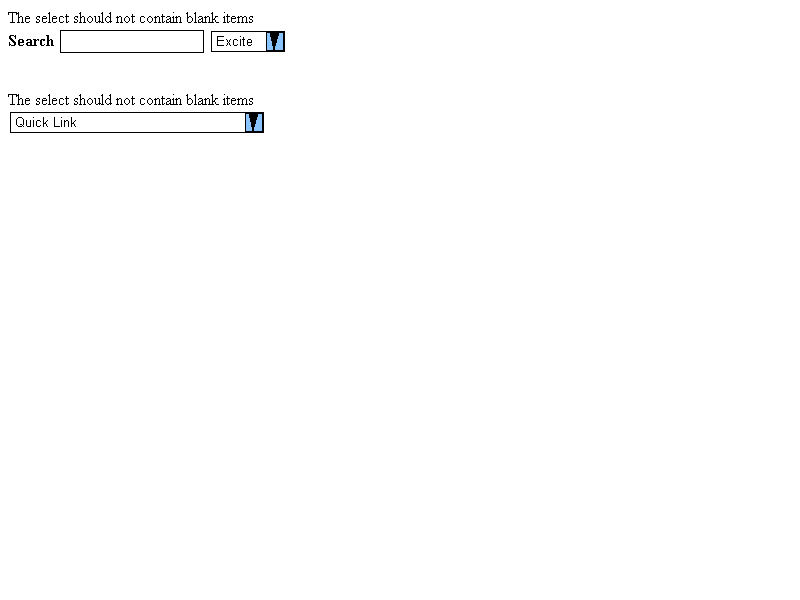 The select should not contain blank items
Search Excite
The select should not contain blank items
Quick Link